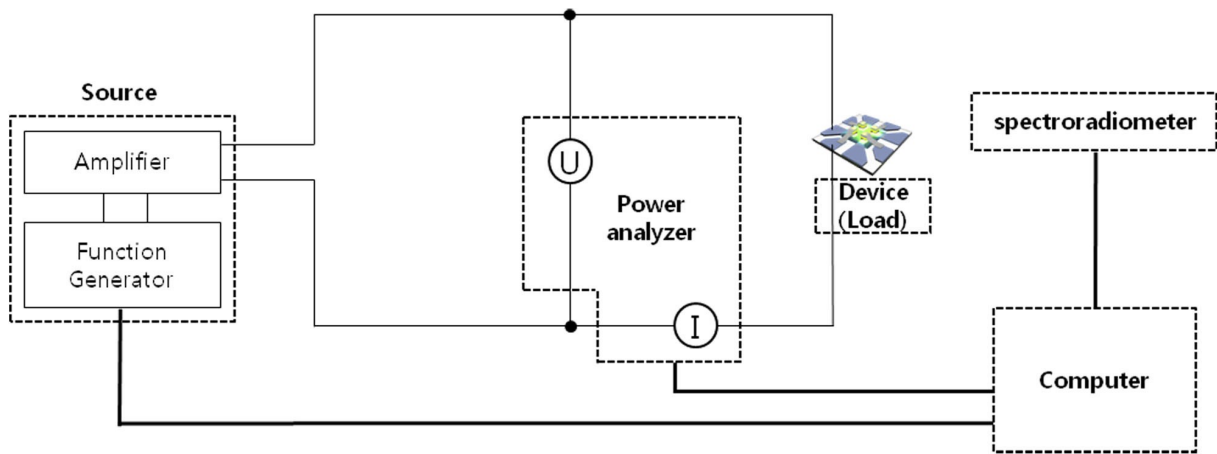 Source
Amplifier
Function
Generator
U
Power
analyzer
I
Device
(Load)
spectroradiometer
Computer